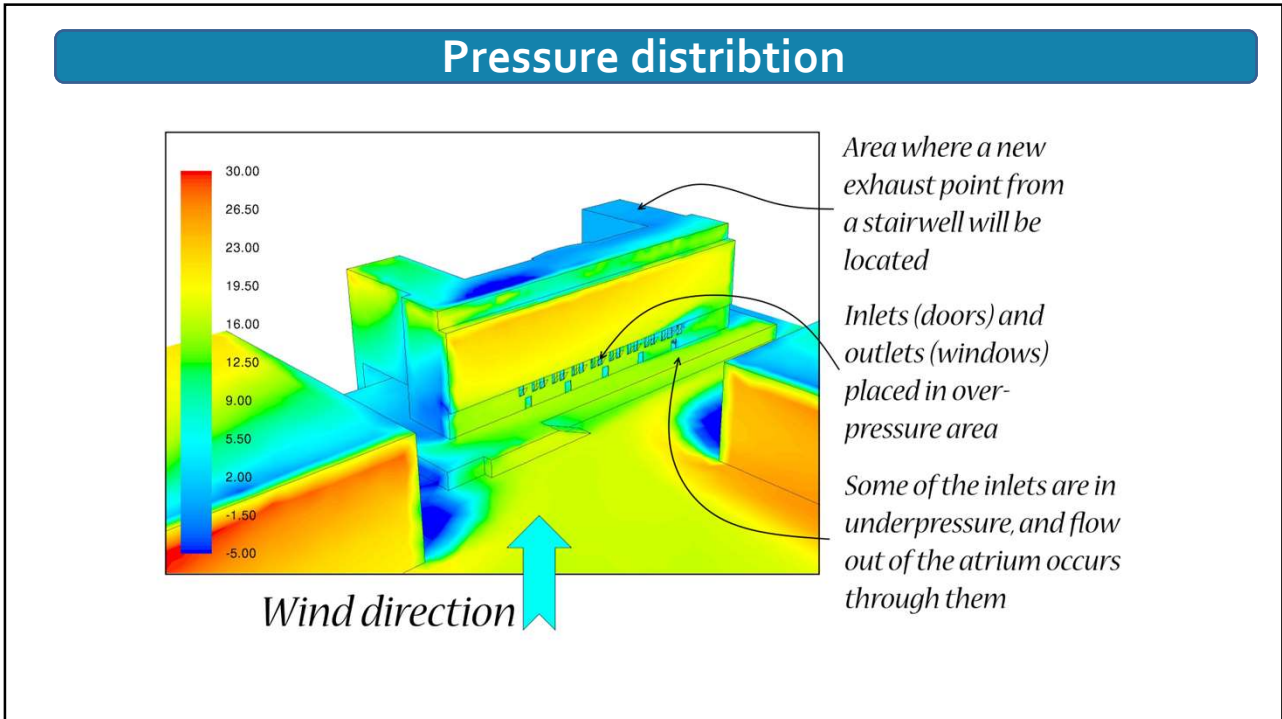 Pressure distribtion
30.00
26.50
23.00
19.50
16.00
12.50
9.00
5.50
2.00
-1.50
-5.00
Area where a new
exhaust point from
a stairwell will be
located
Inlets (doors) and
outlets (windows)
placed in over-
pressure area
Some of the inlets are in
underpressure, and flow
out of the atrium occurs
through them
Wind direction